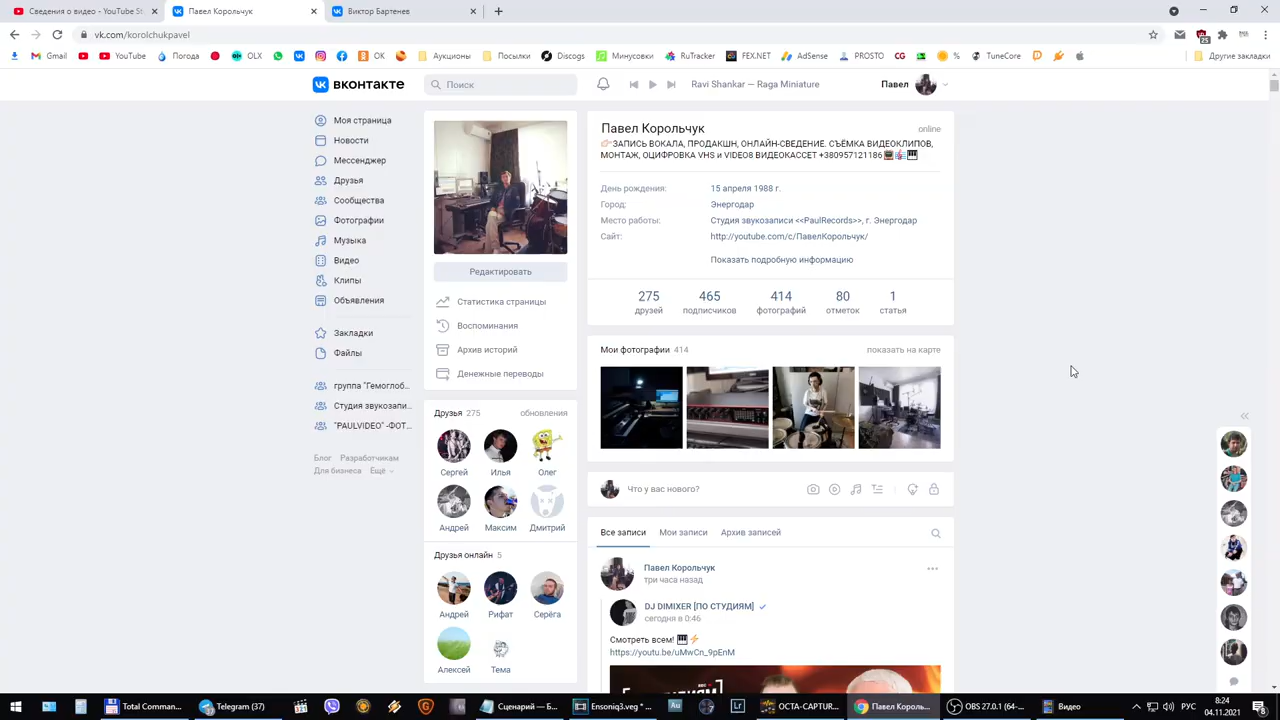 Сведения о видео - YouTube St
Павел Корольчук
Виктор Бартенев
vk.com/korolchukpavel
Gmail
YouTube
Погода
OLX
OK
Аукционы
Посылки
Discogs
Минусовки
RuTracker
FEX.NET
AdSense
PROSTO
%
TuneCore
Другие закладки
вконтакте
Поиск
Ravi Shankar — Raga Miniature
Павел
Моя страница
Новости
Мессенджер
Друзья
Сообщества
Фотографии
Музыка
Видео
Клипы
Объявления
Закладки
Файлы
группа "Гемоглоб...
Студия звукозапи...
"PAULVIDEO" -ФОТ...
Блог Разработчикам
Для бизнеса Ещё
Редактировать
Статистика страницы
Воспоминания
Архив историй
Денежные переводы
Друзья 275 обновления
Сергей Илья Олег
Андрей Максим Дмитрий
Друзья онлайн 5
Андрей Рифат Серёга
Алексей Тема
Павел Корольчук online
ЗАПИСЬ ВОКАЛА, ПРОДАКШН, ОНЛАЙН-СВЕДЕНИЕ. СЪЁМКА ВИДЕОКЛИПОВ,
МОНТАЖ, ОЦИФРОВКА VHS и VIDEO8 ВИДЕОКАССЕТ +380957121186
День рождения: 15 апреля 1988 г.
Город: Энергодар
Место работы: Студия звукозаписи <<PaulRecords>>, г. Энергодар
Сайт: http://youtube.com/c/ПавелКорольчук/
Показать подробную информацию
275 465 414 80 1
друзей подписчиков фотографий отметок статья
Мои фотографии 414 показать на карте
Что у вас нового?
Все записи Мои записи Архив записей
Павел Корольчук
три часа назад
DJ DIMIXER [ПО СТУДИЯМ]
сегодня в 0:46
Смотреть всем!
https://youtu.be/uMwCn_9pEnM
Total Comman...
Telegram (37)
Сценарий — Б...
Ensoniq3.veg * ...
Au
Lr
OCTA-CAPTUR...
Павел Король...
OBS 27.0.1 (64-...
Видео
РУС
8:24
04.11.2021